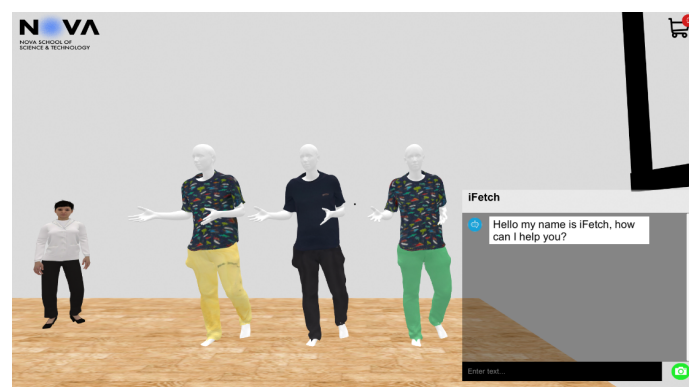 NOVA
NOVA SCHOOL OF
SCIENCE & TECHNOLOGY
iFetch
Hello my name is iFetch, how
can I help you?
Enter text...